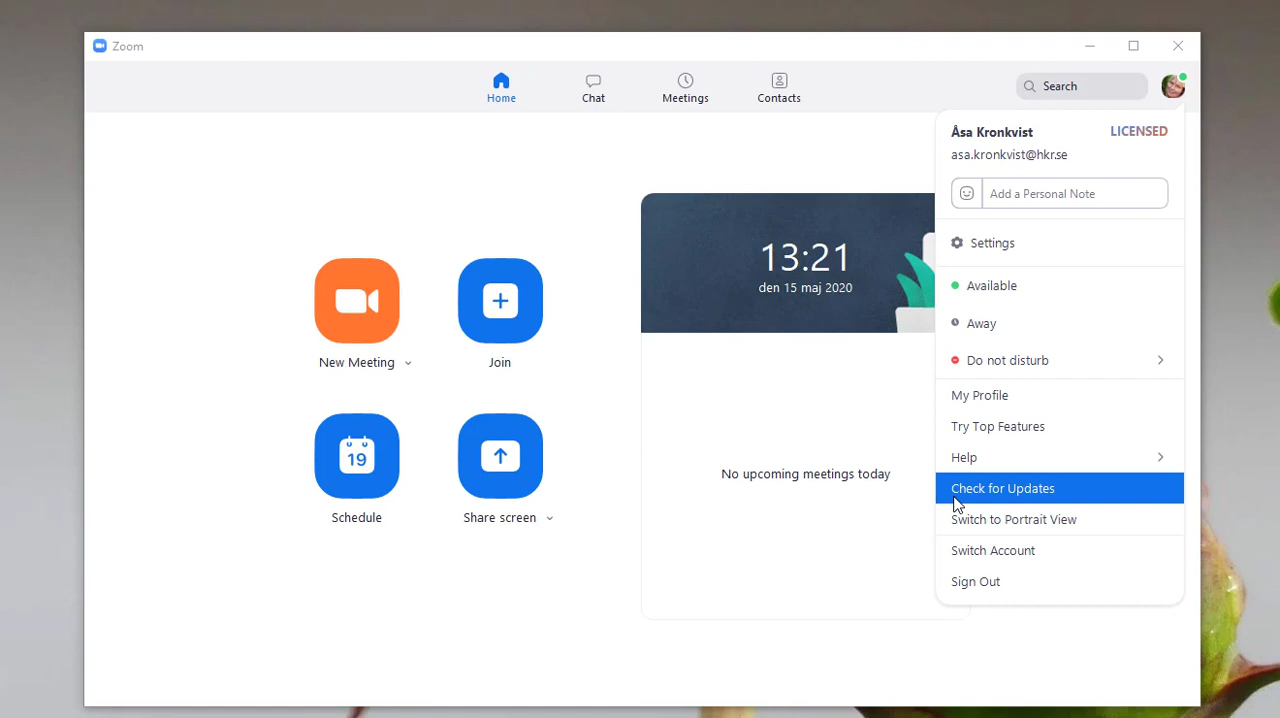 Zoom
Home
Chat
Meetings
Contacts
Search
Åsa Kronkvist
LICENSED
asa.kronkvist@hkr.se
Add a Personal Note
Settings
Available
Away
Do not disturb
My Profile
Try Top Features
Help
Check for Updates
Switch to Portrait View
Switch Account
Sign Out
13:21
den 15 maj 2020
No upcoming meetings today
New Meeting
Join
19
Schedule
Share screen